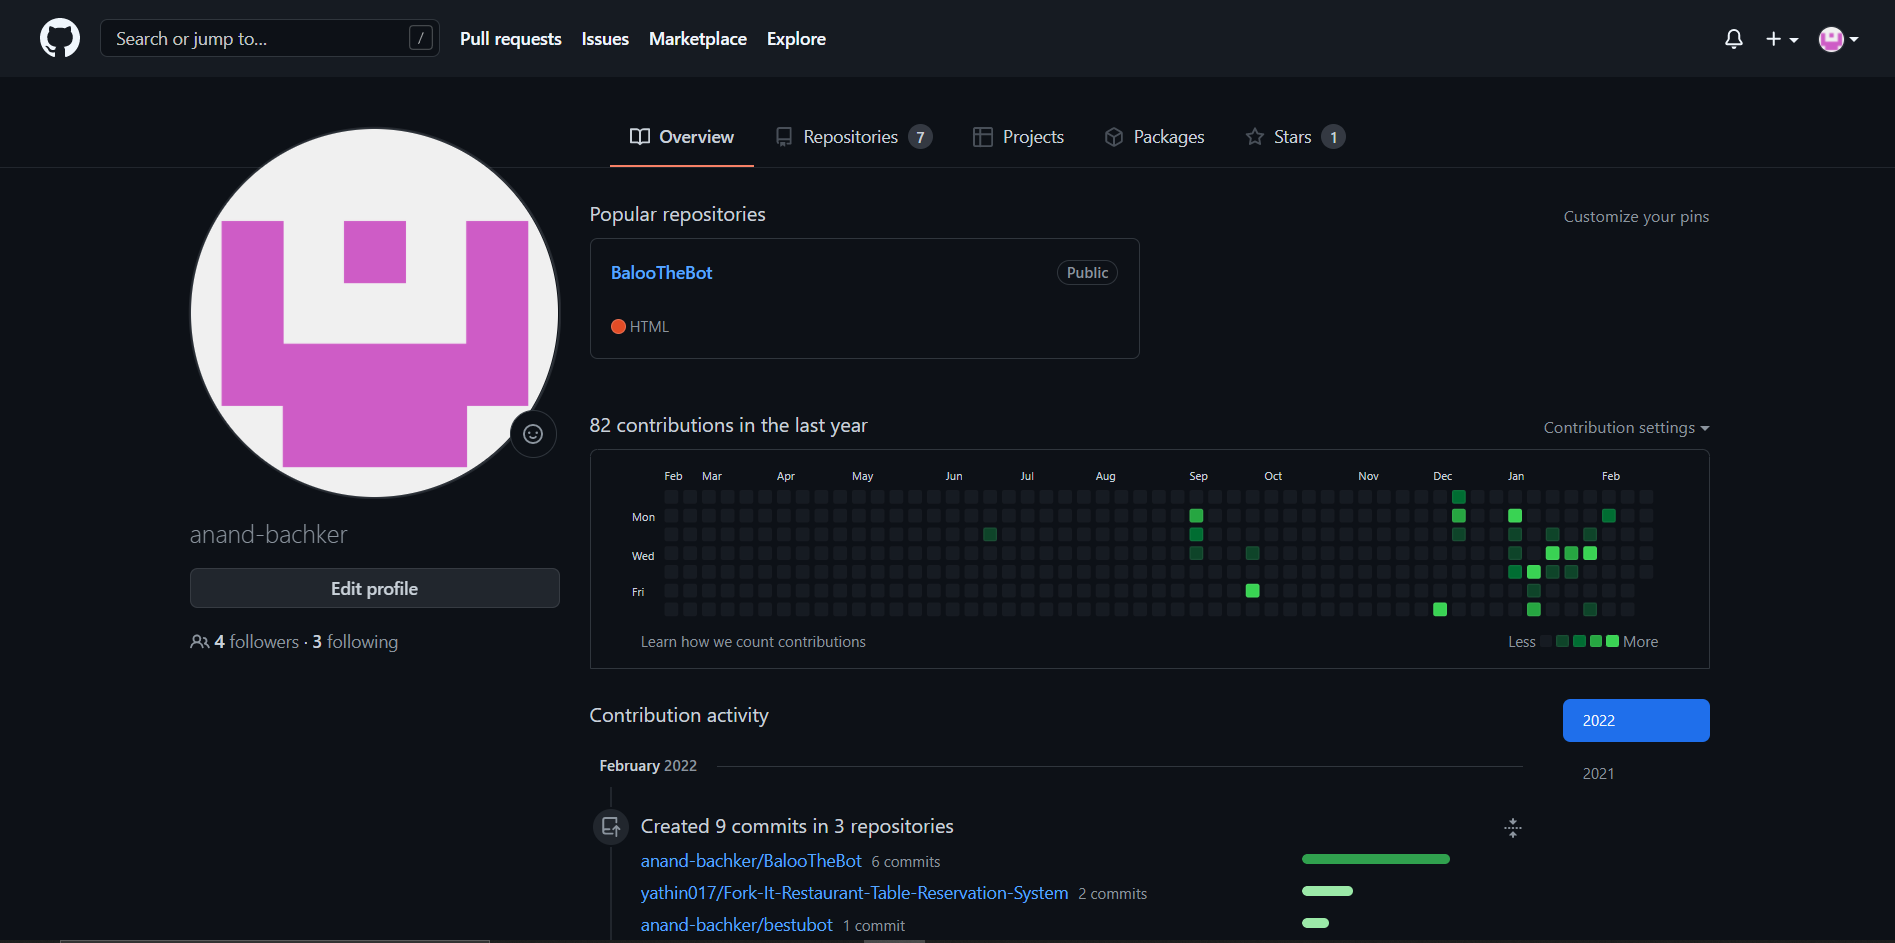 Search or jump to... /
Pull requests Issues Marketplace Explore
Overview Repositories 7 Projects Packages Stars 1
anand-bachker
Edit profile
4 followers · 3 following
Popular repositories
Customize your pins
BalooTheBot Public
HTML
82 contributions in the last year
Contribution settings
Feb Mar Apr May Jun Jul Aug Sep Oct Nov Dec Jan Feb
Mon
Wed
Fri
Learn how we count contributions
Less More
Contribution activity
2022
2021
February 2022
Created 9 commits in 3 repositories
anand-bachker/BalooTheBot 6 commits
yathin017/Fork-It-Restaurant-Table-Reservation-System 2 commits
anand-bachker/bestubot 1 commit